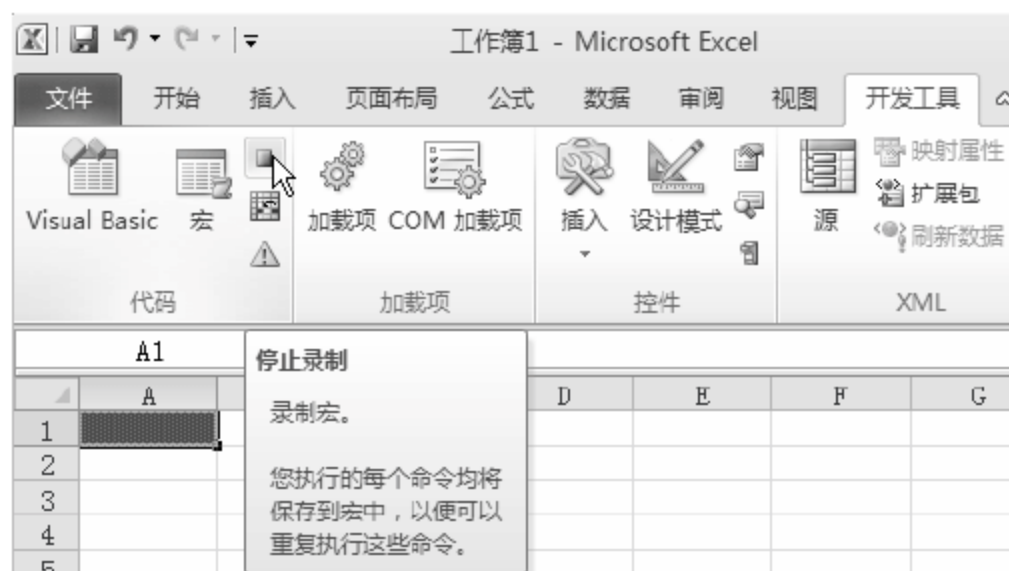 工作簿1 - Microsoft Excel
文件 开始 插入 页面布局 公式 数据 审阅 视图 开发工具
Visual Basic 宏 加载项 COM 加载项 插入 设计模式 源 映射属性
扩展包
刷新数据
代码 加载项 控件 XML
A1
停止录制
录制宏。
您执行的每个命令均将
保存到宏中，以便可以
重复执行这些命令。
A D E F G
1
2
3
4
5